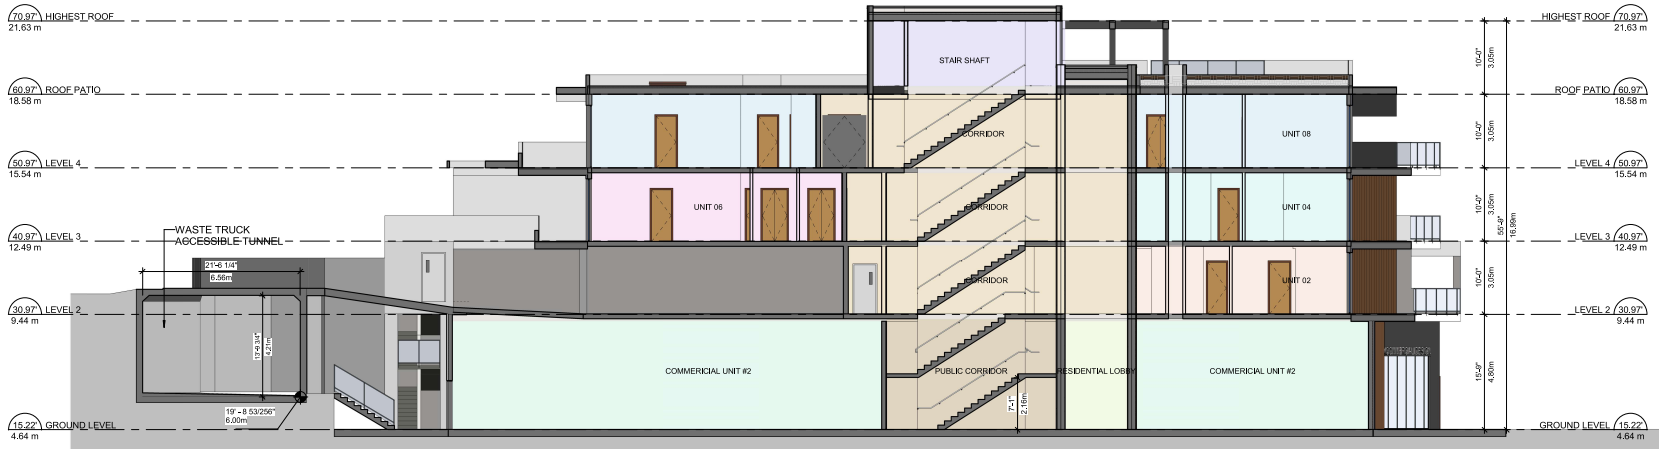 70.97' HIGHEST ROOF
21.63 m
HIGHEST ROOF 70.97'
21.63 m
STAIR SHAFT
10'-0"
3,05m
60.97' ROOF PATIO
18.58 m
ROOF PATIO 60.97'
18.58 m
CORRIDOR
UNIT 08
10'-0"
3,05m
50.97' LEVEL 4
15.54 m
LEVEL 4 50.97'
15.54 m
UNIT 06
CORRIDOR
UNIT 04
10'-0"
3,05m
55'-9"
16,99m
WASTE TRUCK
ACCESSIBLE TUNNEL
40.97' LEVEL 3
12.49 m
LEVEL 3 40.97'
12.49 m
21'-6 1/4"
6.56m
CORRIDOR
UNIT 02
10'-0"
3,05m
30.97' LEVEL 2
9.44 m
LEVEL 2 30.97'
9.44 m
13'-9 3/4"
4,21m
COMMERICIAL UNIT #2
PUBLIC CORRIDOR
RESIDENTIAL LOBBY
COMMERICIAL UNIT #2
15'-9"
4,80m
7'-1"
2,16m
19' - 8 53/256"
6.00m
15.22' GROUND LEVEL
4.64 m
GROUND LEVEL 15.22'
4.64 m